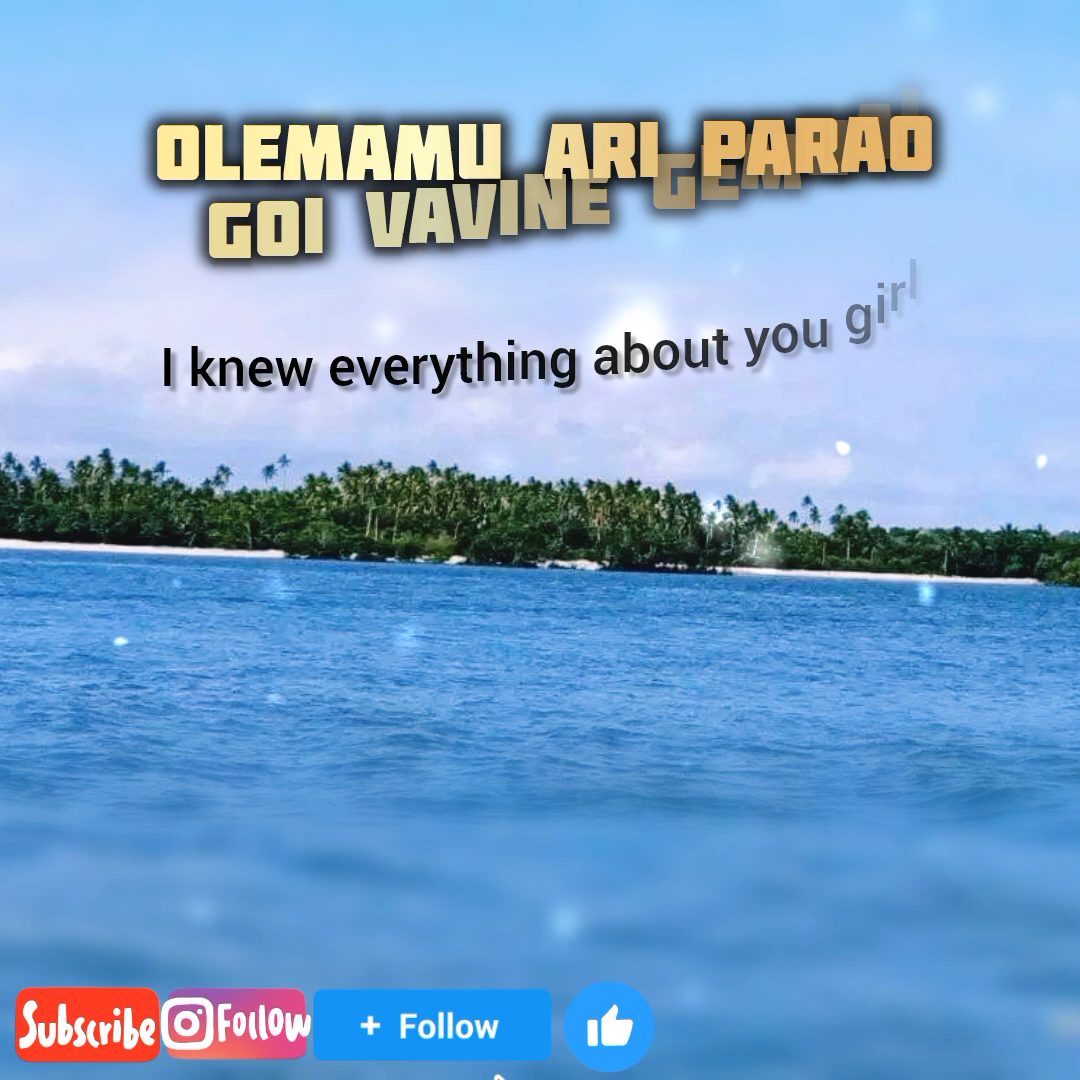 OLEMAMU ARI PARAO
GOI VAVINE
I knew everything about you girl
Subscribe
Follow
+ Follow